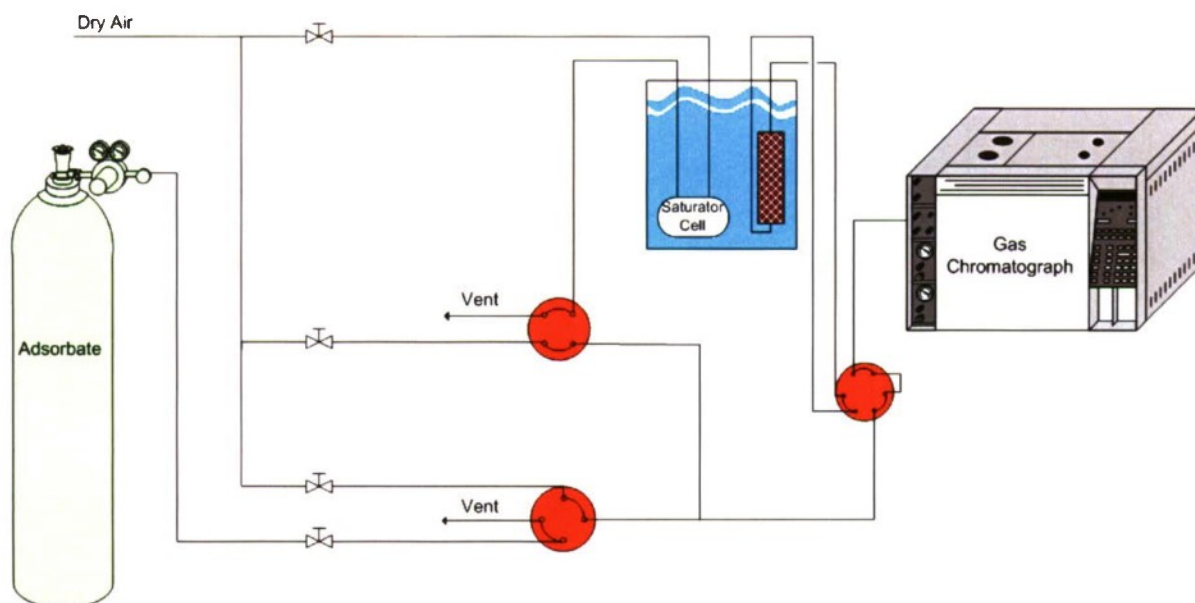 Dry Air
Saturator
Cell
Gas
Chromatograph
Vent
Adsorbate
Vent